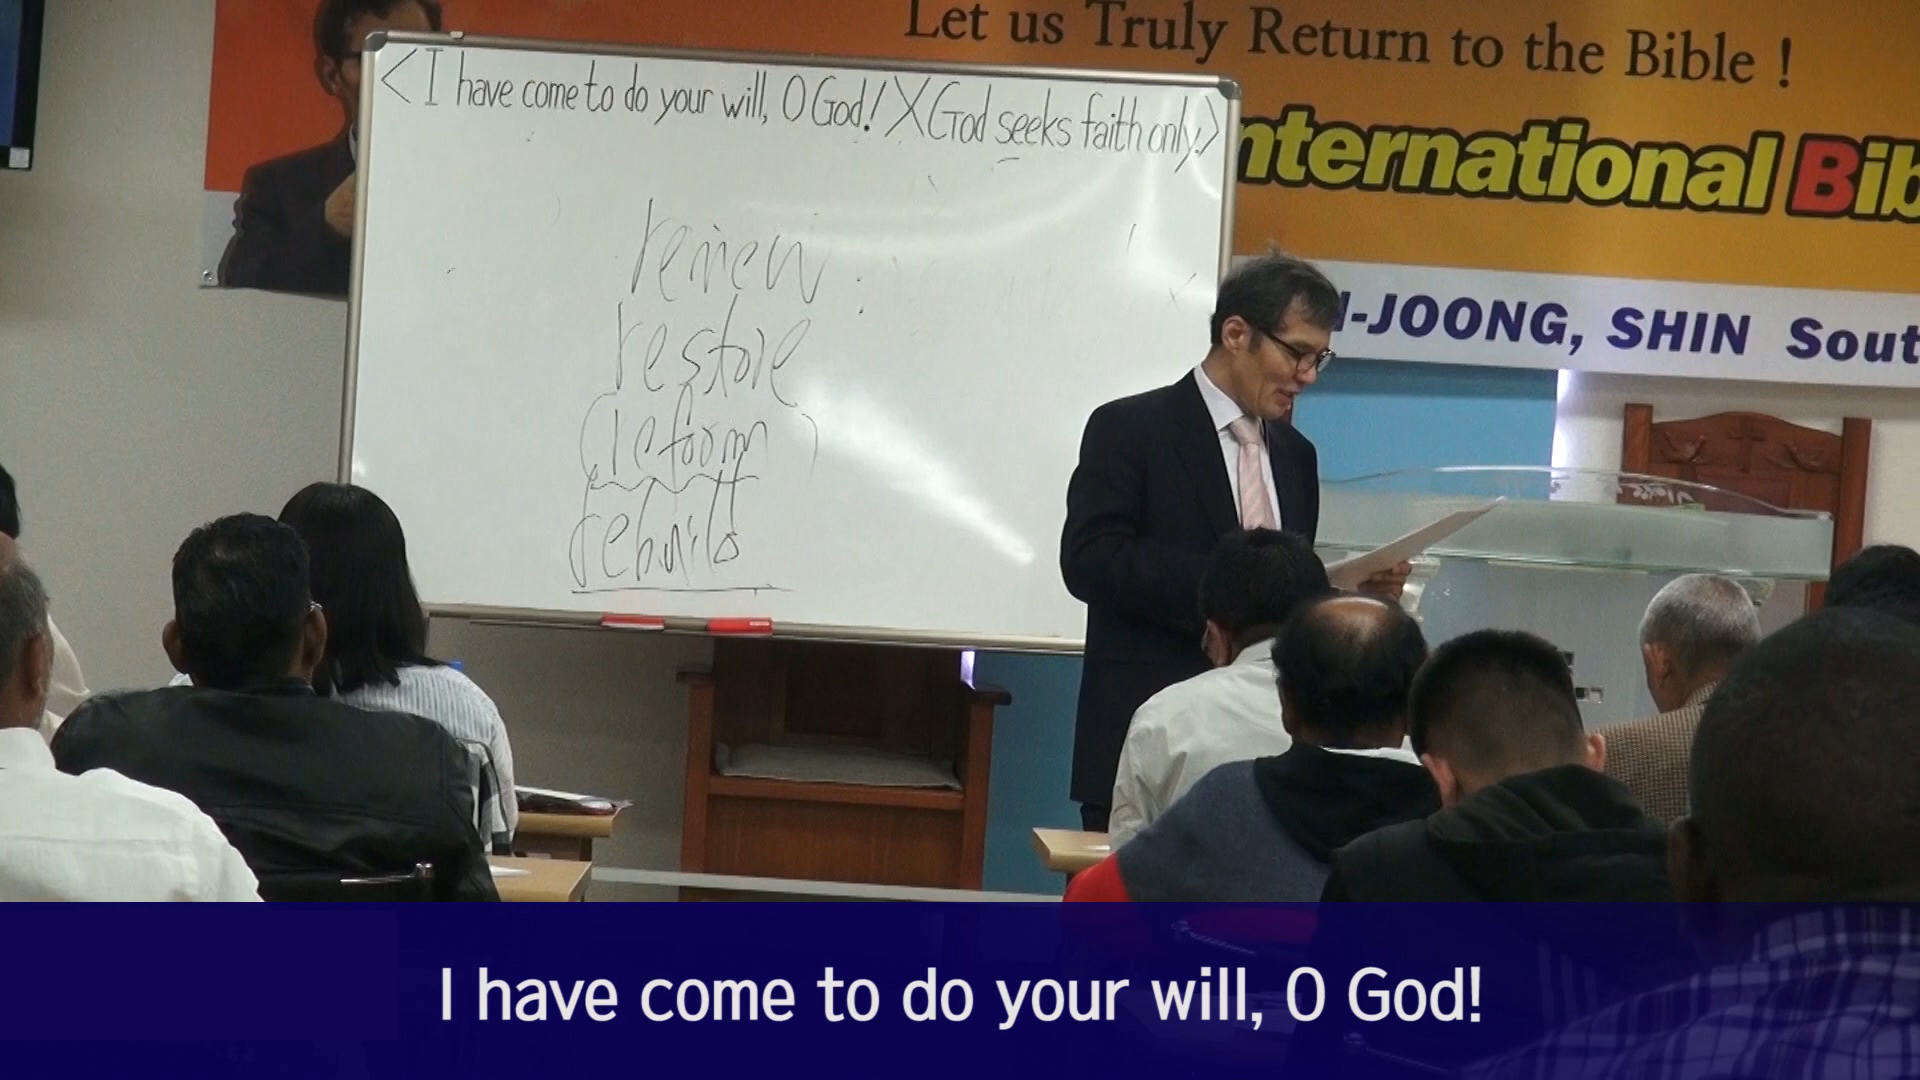 Let us Truly Return to the Bible !
<I have come to do your will, O God!><God seeks faith only.>
nternational Bib
-JOONG, SHIN Sout
renew
restore
(reform)
rebuild
I have come to do your will, O God!